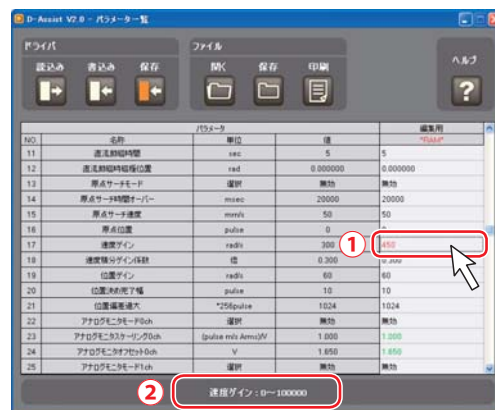 D-Assist V2.0 - パラメーター一覧
ドライバ ファイル
読込み 書込み 保存 開く 保存 印刷 ヘルプ
パラメータ 編集用
NO. 名称 単位 値 "RAM"
11 直流励磁時間 sec 5 5
12 直流励磁時磁極位置 rad 0.000000 0.000000
13 原点サーチモード 選択 無効 無効
14 原点サーチ時間オーバー msec 20000 20000
15 原点サーチ速度 mm/s 50 50
16 原点位置 pulse 0
17 速度ゲイン rad/s 300 ① 450
18 速度積分ゲイン係数 倍 0.300 0.300
19 位置ゲイン rad/s 60 60
20 位置決め完了幅 pulse 10 10
21 位置偏差過大 *256pulse 1024 1024
22 アナログモニタモード0ch 選択 無効 無効
23 アナログモニタスケーリング0ch (pulse m/s Arms)/V 1.000 1.000
24 アナログモニタオフセット0ch V 1.650 1.650
25 アナログモニタモード1ch 選択 無効 無効
② 速度ゲイン : 0～100000